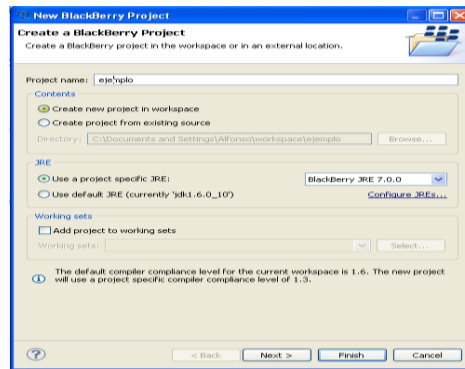 New BlackBerry Project
Create a BlackBerry Project
Create a BlackBerry project in the workspace or in an external location.
Project name: ejemplo
Contents
Create new project in workspace
Create project from existing source
Directory: C:\Documents and Settings\Alfonso\workspace\ejemplo Browse...
JRE
Use a project specific JRE: BlackBerry JRE 7.0.0
Use default JRE (currently 'jdk1.6.0_10') Configure JREs...
Working sets
Add project to working sets
Working sets: Select...
The default compiler compliance level for the current workspace is 1.6. The new project
will use a project specific compiler compliance level of 1.3.
? < Back Next > Finish Cancel